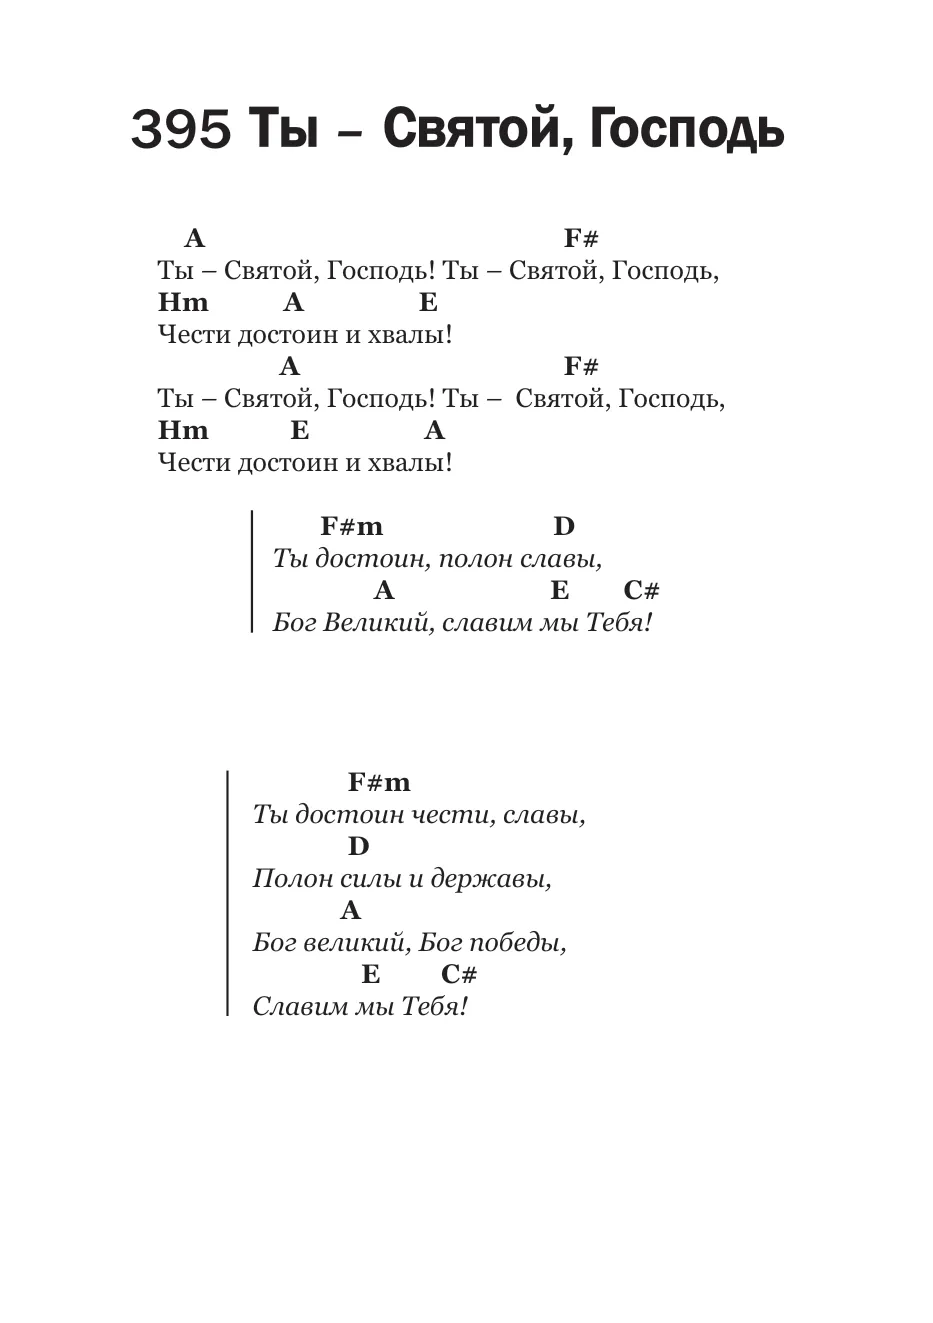 395 Ты – Святой, Господь
A F#
Ты – Святой, Господь! Ты – Святой, Господь,
Hm A E
Чести достоин и хвалы!
A F#
Ты – Святой, Господь! Ты – Святой, Господь,
Hm E A
Чести достоин и хвалы!
F#m D
Ты достоин, полон славы,
A E C#
Бог Великий, славим мы Тебя!
F#m
Ты достоин чести, славы,
D
Полон силы и державы,
A
Бог великий, Бог победы,
E C#
Славим мы Тебя!